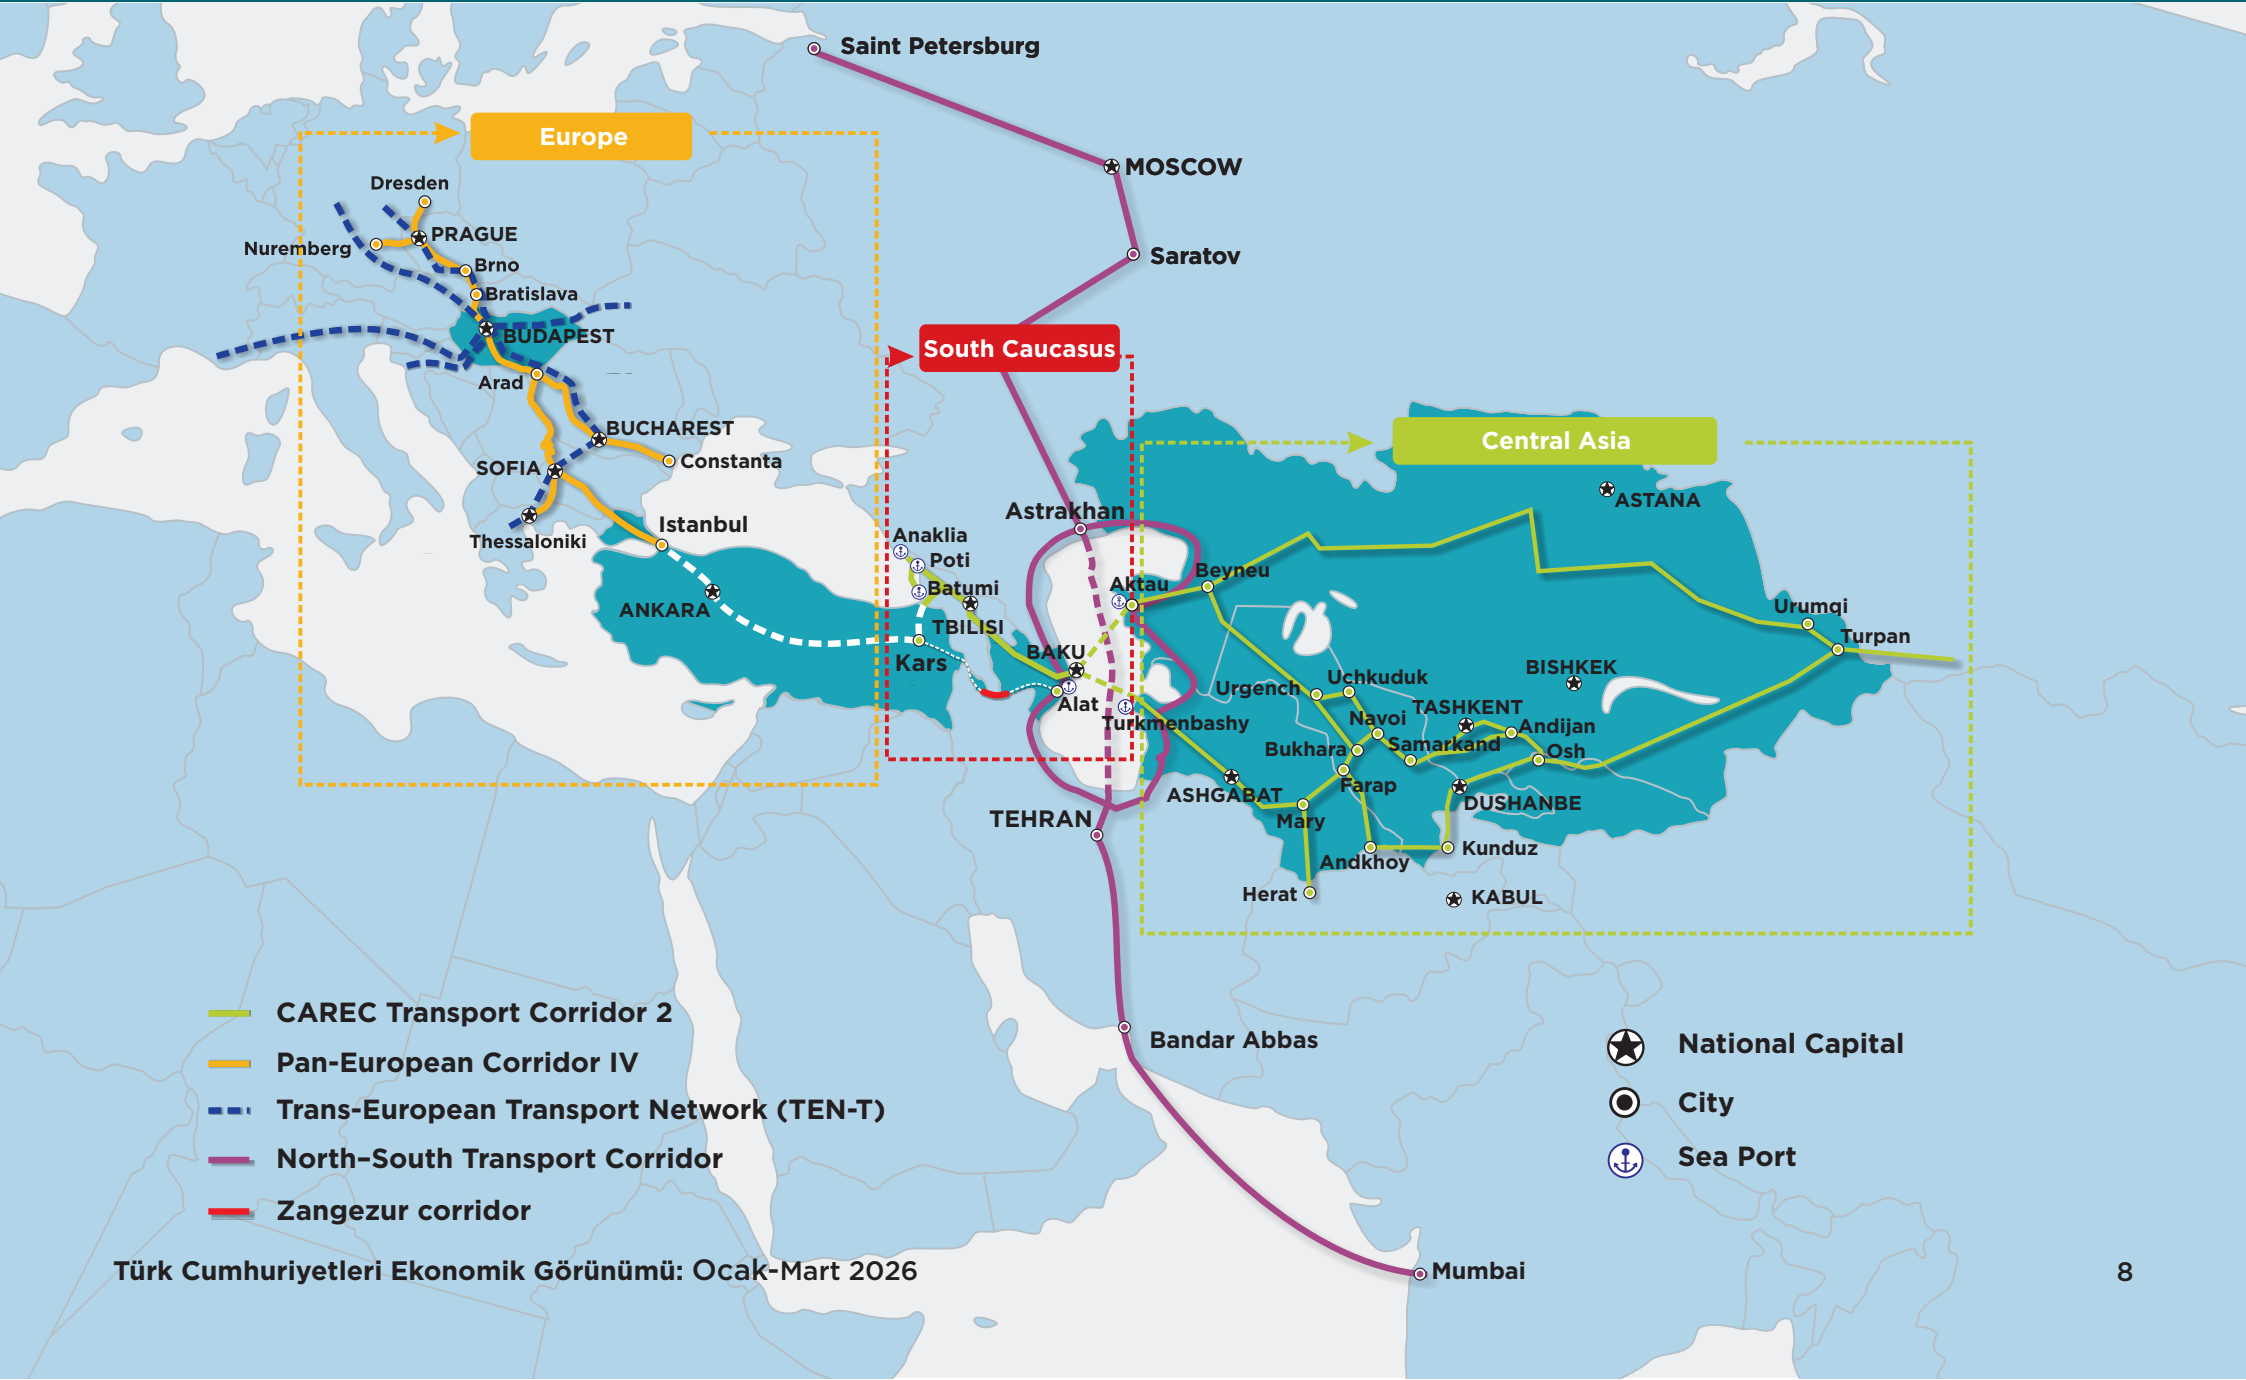 Saint Petersburg
Europe
MOSCOW
Dresden
PRAGUE
Nuremberg
Saratov
Brno
Bratislava
BUDAPEST
South Caucasus
Arad
BUCHAREST
Central Asia
Constanta
SOFIA
ASTANA
Astrakhan
Istanbul
Thessaloniki
Anaklia
Poti
Beyneu
Aktau
Batumi
ANKARA
Urumqi
TBILISI
Turpan
BAKU
Kars
BISHKEK
Uchkuduk
Urgench
Alat
TASHKENT
Turkmenbashy
Navoi
Andijan
Samarkand
Bukhara
Osh
Farap
ASHGABAT
DUSHANBE
TEHRAN
Mary
Kunduz
Andkhoy
Herat
KABUL
CAREC Transport Corridor 2
Bandar Abbas
National Capital
Pan-European Corridor IV
City
Trans-European Transport Network (TEN-T)
Sea Port
North-South Transport Corridor
Zangezur corridor
Mumbai
Türk Cumhuriyetleri Ekonomik Görünümü: Ocak-Mart 2026
8